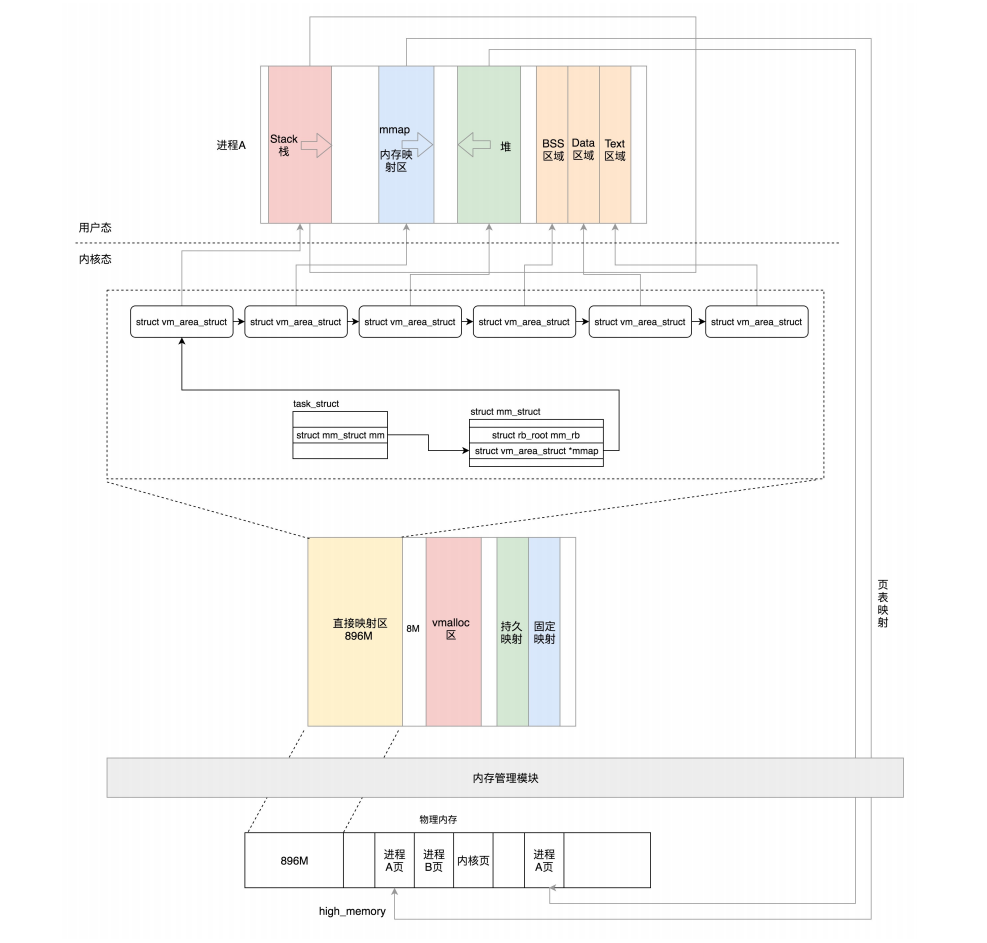 进程A
Stack
栈
mmap
内存映
射区
堆
BSS
区域
Data
区域
Text
区域
用户态
内核态
struct vm_area_struct
struct vm_area_struct
struct vm_area_struct
struct vm_area_struct
struct vm_area_struct
struct vm_area_struct
task_struct
struct mm_struct mm
struct mm_struct
struct rb_root mm_rb
struct vm_area_struct *mmap
直接映射区
896M
8M
vmalloc
区
持久
映射
固定
映射
页
表
映
射
内存管理模块
物理内存
896M
进程
A页
进程
B页
内核页
进程
A页
high_memory